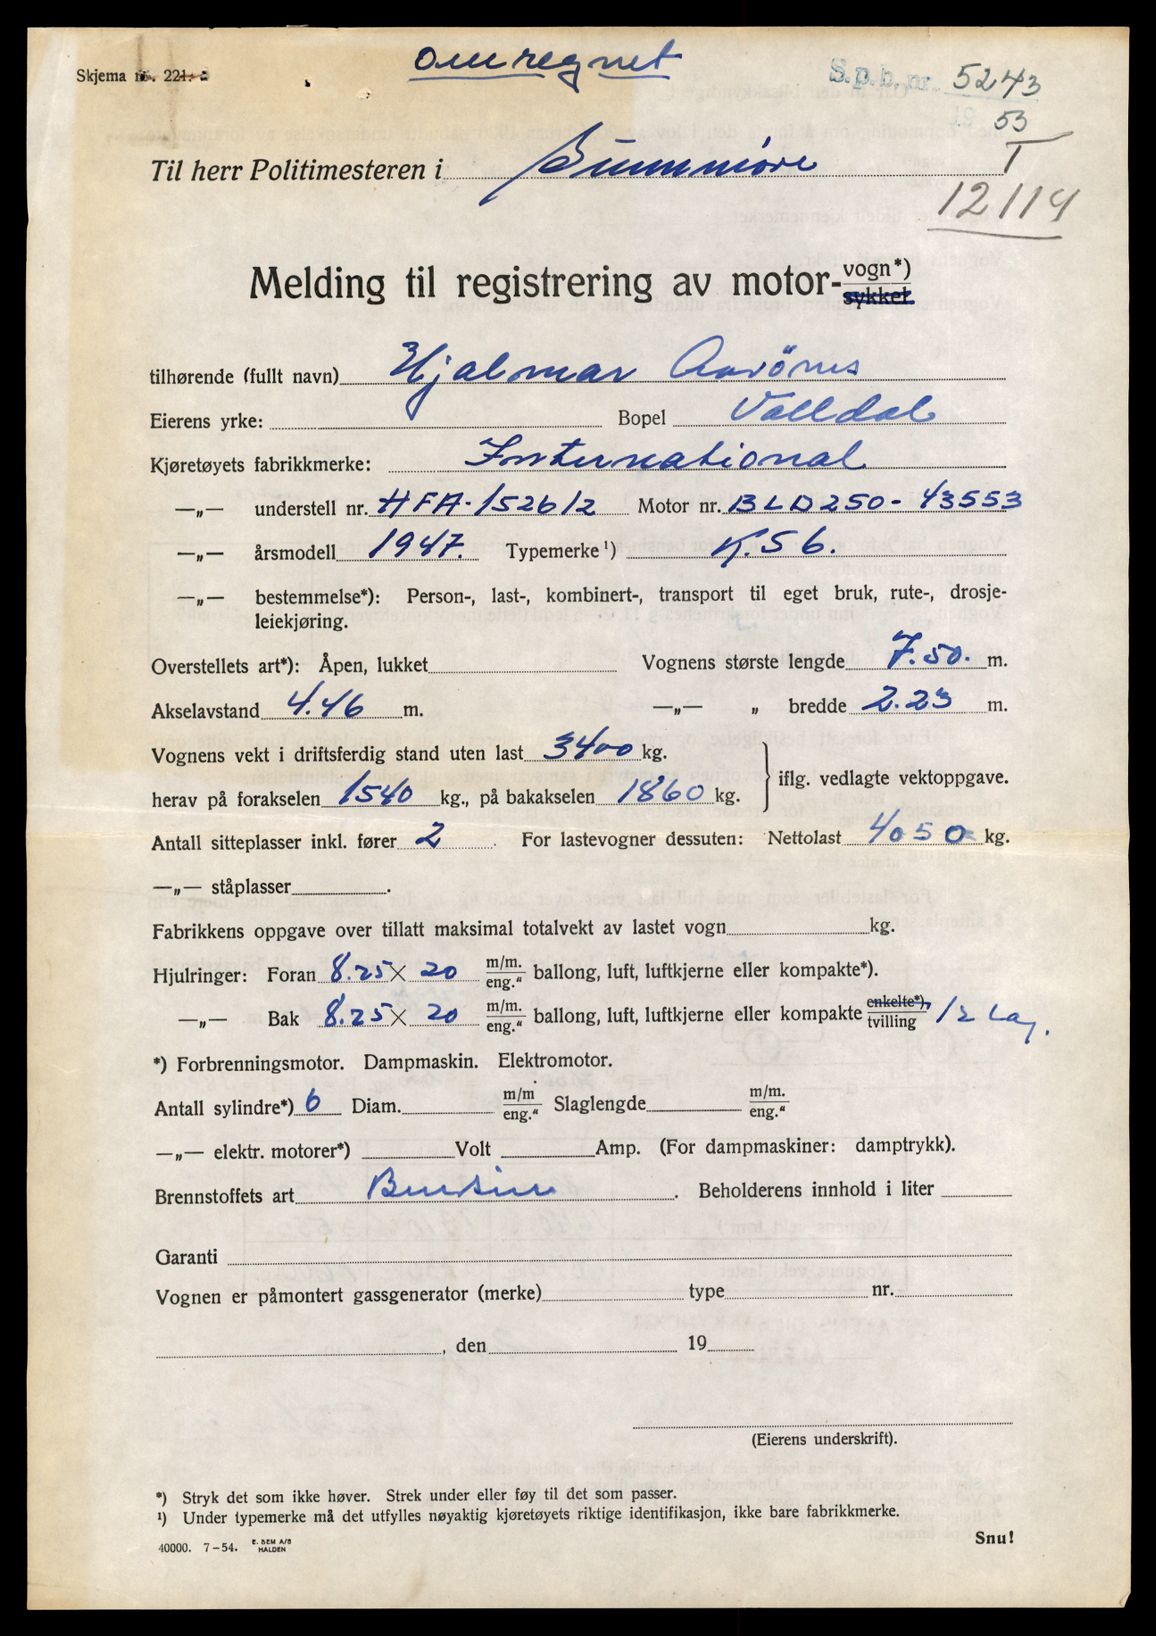 omregnet
Skjema nr. 221.
S.p.b. nr. 5243
19 53
I
12114
Til herr Politimesteren i Sunnmöre
Melding til registrering av motor- vogn*) sykkel
tilhørende (fullt navn) Hjalmar Aarönes
Eierens yrke: Bopel Valldal
Kjøretøyets fabrikkmerke: International
—„— understell nr. HFA-152612 Motor nr. BLD250-43553
—„— årsmodell 1947. Typemerke¹) K.S6.
—„— bestemmelse*): Person-, last-, kombinert-, transport til eget bruk, rute-, drosje-
leiekjøring.
Overstellets art*): Åpen, lukket Vognens største lengde 7.50. m.
Akselavstand 4.46 m. —„— „ bredde 2.23 m.
Vognens vekt i driftsferdig stand uten last 3400 kg.
herav på forakselen 1540 kg., på bakakselen 1860 kg. iflg. vedlagte vektoppgave.
Antall sitteplasser inkl. fører 2. For lastevogner dessuten: Nettolast 4050 kg.
—„— ståplasser.
Fabrikkens oppgave over tillatt maksimal totalvekt av lastet vogn kg.
Hjulringer: Foran 8.25 × 20 m/m. eng.“ ballong, luft, luftkjerne eller kompakte*).
—„— Bak 8.25 × 20 m/m. eng.“ ballong, luft, luftkjerne eller kompakte enkelte*), tvilling 12 Lag.
*) Forbrenningsmotor. Dampmaskin. Elektromotor.
Antall sylindre*) 6 Diam. m/m eng.“ Slaglengde m/m. eng.“
—„— elektr. motorer*) Volt Amp. (For dampmaskiner: damptrykk).
Brennstoffets art Bensin. Beholderens innhold i liter
Garanti
Vognen er påmontert gassgenerator (merke) type nr.
, den 19
(Eierens underskrift).
*) Stryk det som ikke høver. Strek under eller føy til det som passer.
¹) Under typemerke må det utfylles nøyaktig kjøretøyets riktige identifikasjon, ikke bare fabrikkmerke.
Snu!
40000. 7-54. E. SEM A/S HALDEN